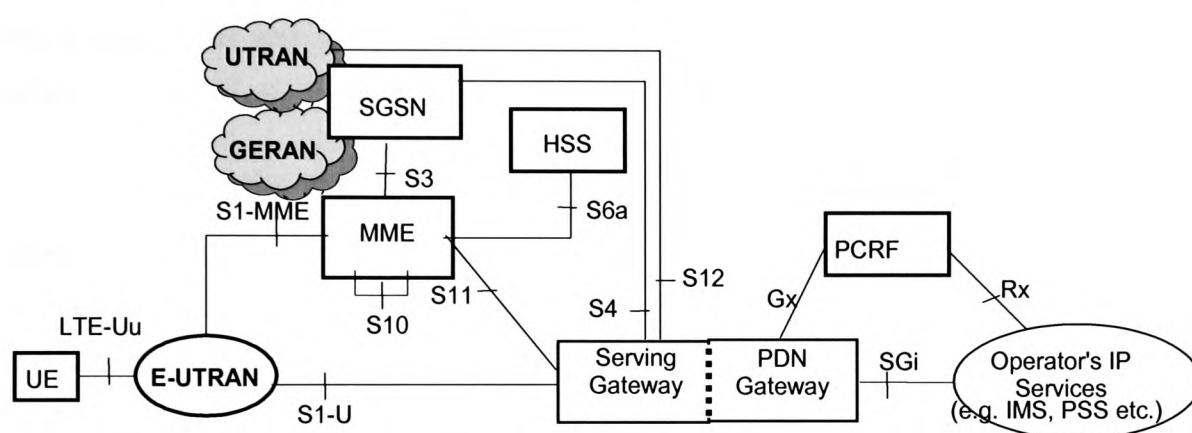 UTRAN
SGSN
GERAN
HSS
S3
S1-MME
S6a
MME
PCRF
S12
S11
Gx
Rx
S4
S10
LTE-Uu
Serving
Gateway
PDN
Gateway
SGi
Operator's IP
Services
(e.g. IMS, PSS etc.)
UE
E-UTRAN
S1-U